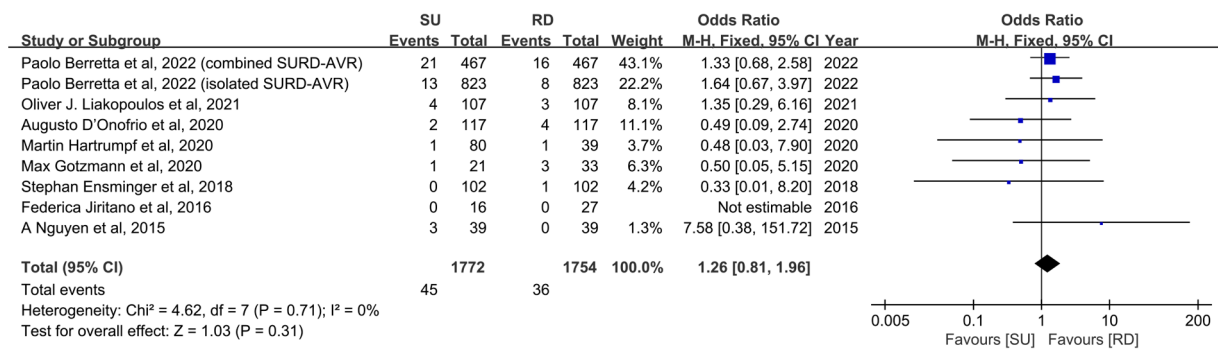 SU RD Odds Ratio Odds Ratio
Study or Subgroup Events Total Events Total Weight M-H, Fixed, 95% CI Year M-H, Fixed, 95% CI
Paolo Berretta et al, 2022 (combined SURD-AVR) 21 467 16 467 43.1% 1.33 [0.68, 2.58] 2022
Paolo Berretta et al, 2022 (isolated SURD-AVR) 13 823 8 823 22.2% 1.64 [0.67, 3.97] 2022
Oliver J. Liakopoulos et al, 2021 4 107 3 107 8.1% 1.35 [0.29, 6.16] 2021
Augusto D'Onofrio et al, 2020 2 117 4 117 11.1% 0.49 [0.09, 2.74] 2020
Martin Hartrumpf et al, 2020 1 80 1 39 3.7% 0.48 [0.03, 7.90] 2020
Max Gotzmann et al, 2020 1 21 3 33 6.3% 0.50 [0.05, 5.15] 2020
Stephan Ensminger et al, 2018 0 102 1 102 4.2% 0.33 [0.01, 8.20] 2018
Federica Jiritano et al, 2016 0 16 0 27 Not estimable 2016
A Nguyen et al, 2015 3 39 0 39 1.3% 7.58 [0.38, 151.72] 2015
Total (95% CI) 1772 1754 100.0% 1.26 [0.81, 1.96]
Total events 45 36
Heterogeneity: Chi² = 4.62, df = 7 (P = 0.71); I² = 0%
Test for overall effect: Z = 1.03 (P = 0.31)
0.005 0.1 1 10 200
Favours [SU] Favours [RD]